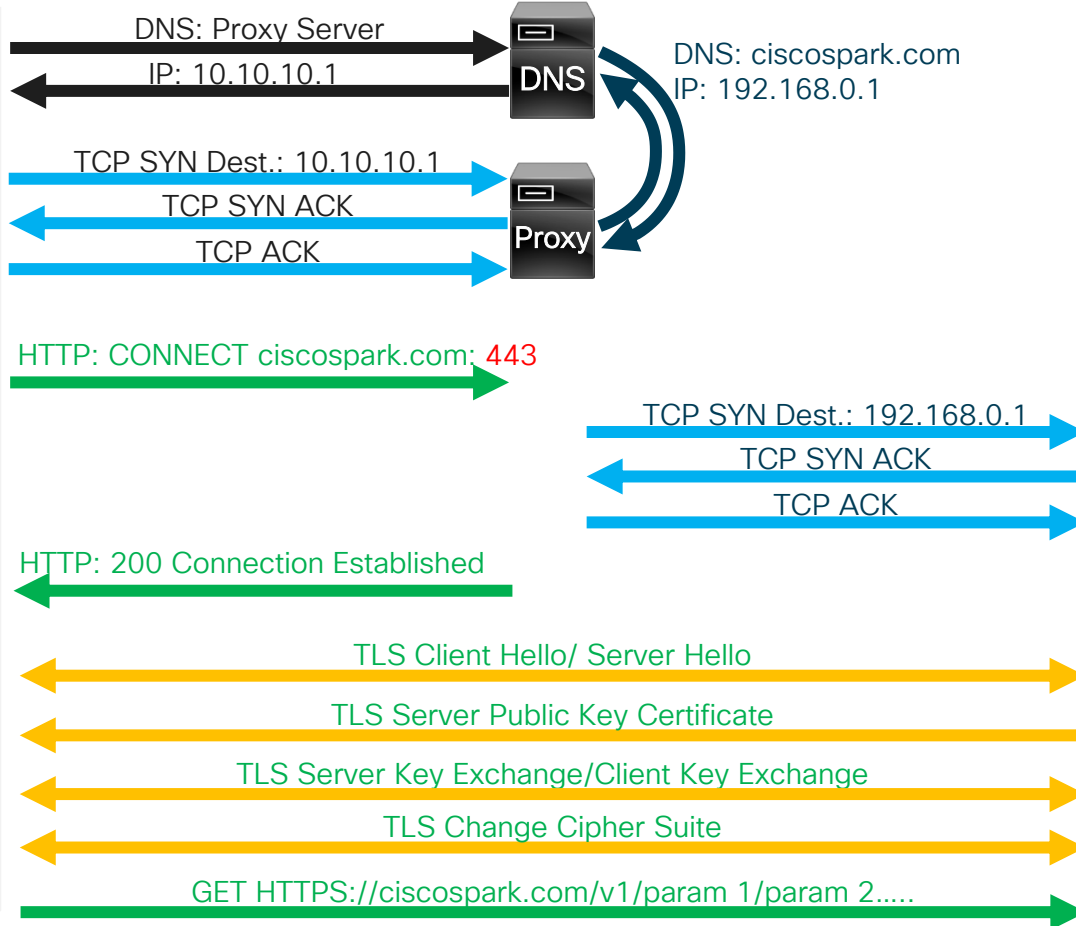 DNS: Proxy Server
IP: 10.10.10.1
DNS
DNS: ciscospark.com
IP: 192.168.0.1
TCP SYN Dest.: 10.10.10.1
TCP SYN ACK
TCP ACK
Proxy
HTTP: CONNECT ciscospark.com: 443
TCP SYN Dest.: 192.168.0.1
TCP SYN ACK
TCP ACK
HTTP: 200 Connection Established
TLS Client Hello/ Server Hello
TLS Server Public Key Certificate
TLS Server Key Exchange/Client Key Exchange
TLS Change Cipher Suite
GET HTTPS://ciscospark.com/v1/param 1/param 2…..